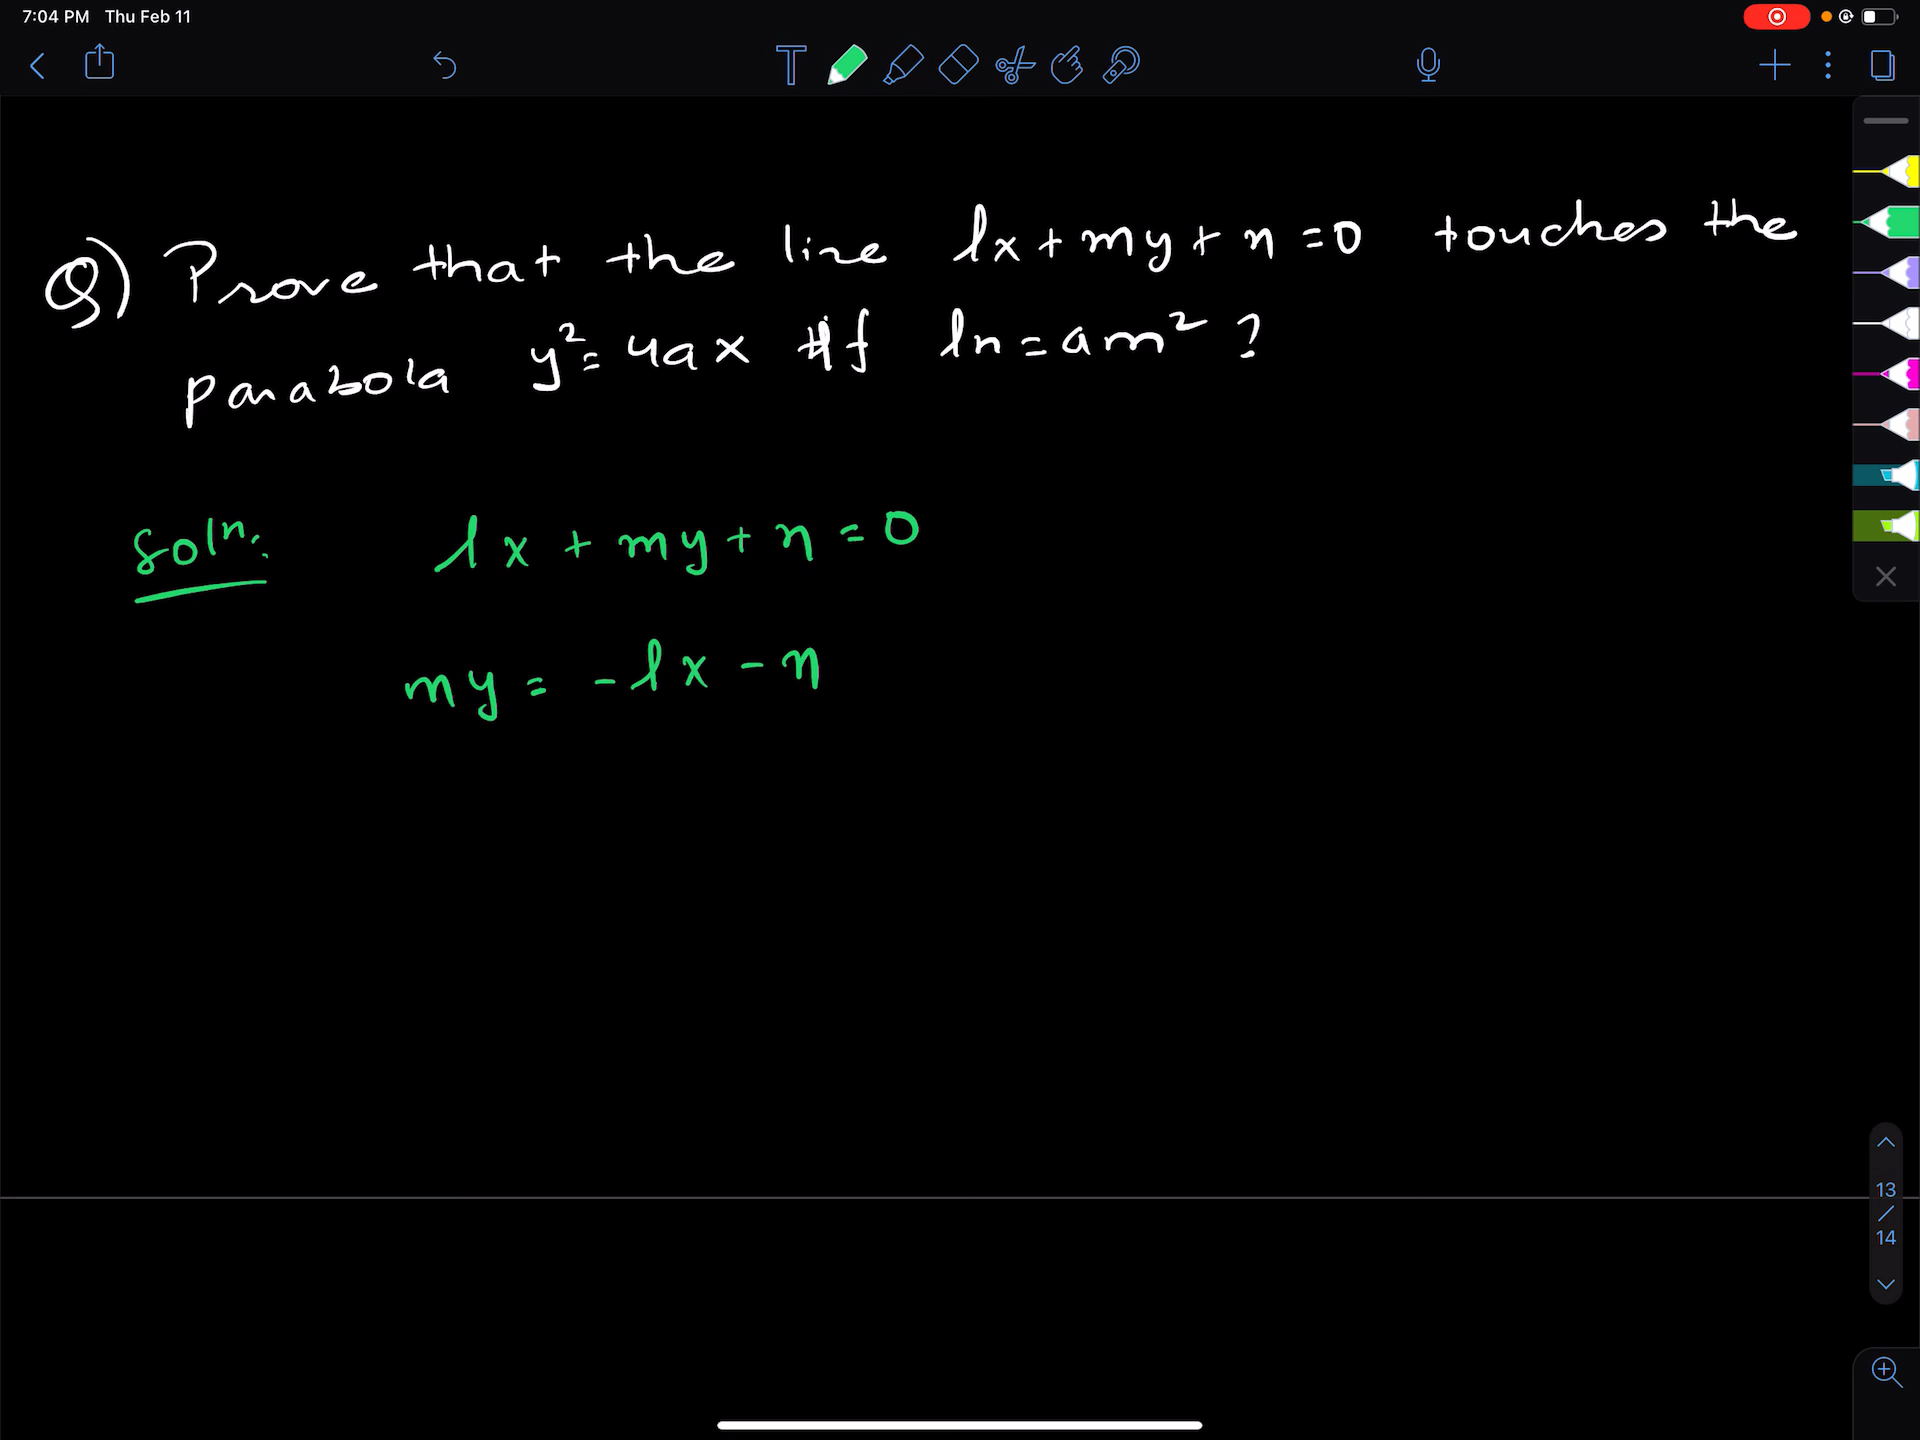 7:04 PM Thu Feb 11
Q) Prove that the line lx + my + n = 0 touches the
parabola y² = 4ax if ln = am² ?
Soln: lx + my + n = 0
my = - lx - n
13
/
14